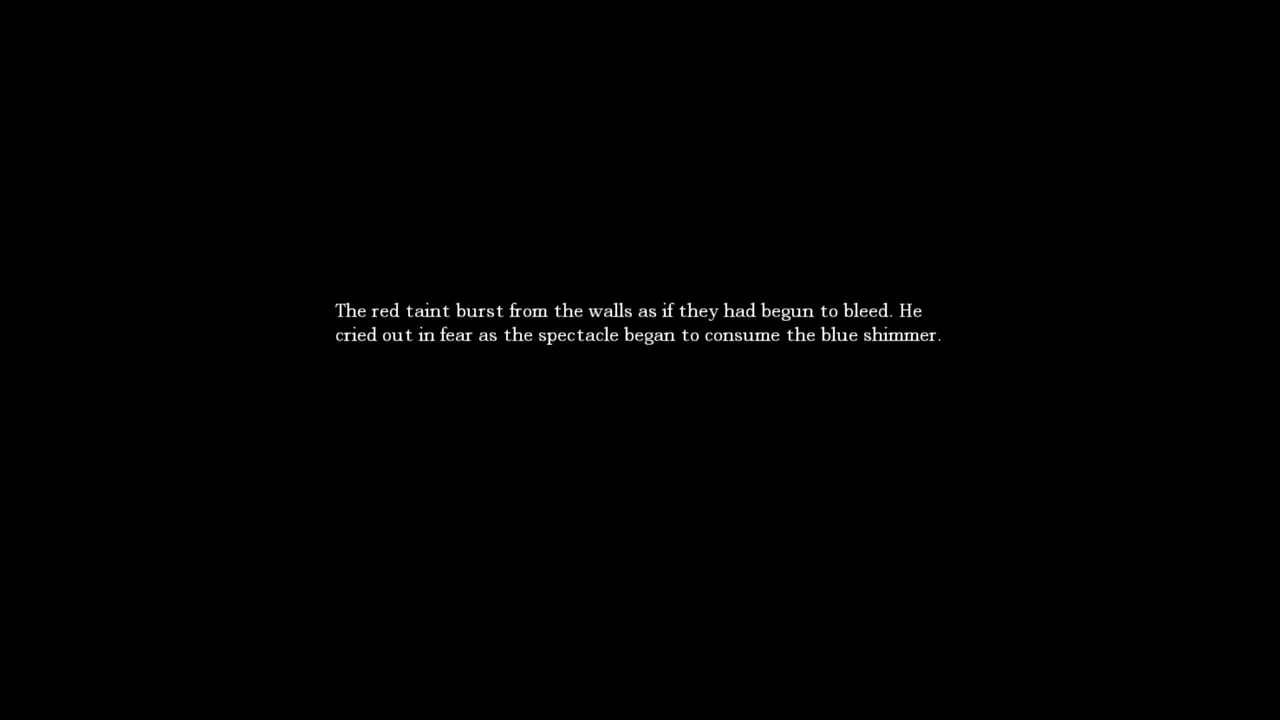 The red taint burst from the walls as if they had begun to bleed. He
cried out in fear as the spectacle began to consume the blue shimmer.